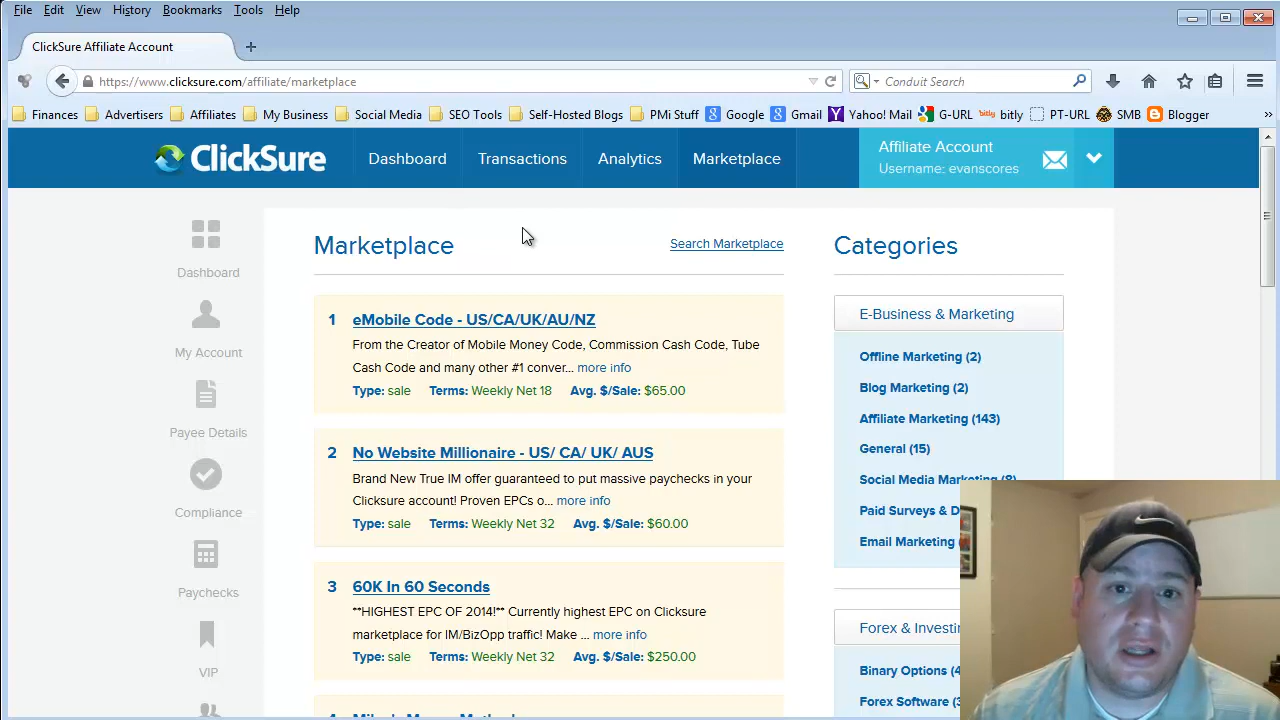 File Edit View History Bookmarks Tools Help
ClickSure Affiliate Account
https://www.clicksure.com/affiliate/marketplace
Conduit Search
Finances Advertisers Affiliates My Business Social Media SEO Tools Self-Hosted Blogs PMi Stuff Google Gmail Yahoo! Mail G-URL bitly bitly PT-URL SMB Blogger
ClickSure
Dashboard Transactions Analytics Marketplace
Affiliate Account
Username: evanscores
Dashboard
My Account
Payee Details
Compliance
Paychecks
VIP
Marketplace
Search Marketplace
1 eMobile Code - US/CA/UK/AU/NZ
From the Creator of Mobile Money Code, Commission Cash Code, Tube
Cash Code and many other #1 conver... more info
Type: sale Terms: Weekly Net 18 Avg. $/Sale: $65.00
2 No Website Millionaire - US/ CA/ UK/ AUS
Brand New True IM offer guaranteed to put massive paychecks in your
Clicksure account! Proven EPCs o... more info
Type: sale Terms: Weekly Net 32 Avg. $/Sale: $60.00
3 60K In 60 Seconds
**HIGHEST EPC OF 2014!** Currently highest EPC on Clicksure
marketplace for IM/BizOpp traffic! Make ... more info
Type: sale Terms: Weekly Net 32 Avg. $/Sale: $250.00
Categories
E-Business & Marketing
Offline Marketing (2)
Blog Marketing (2)
Affiliate Marketing (143)
General (15)
Social Media Marketing
Paid Surveys &
Email Marketing
Forex &
Binary Options
Forex Software